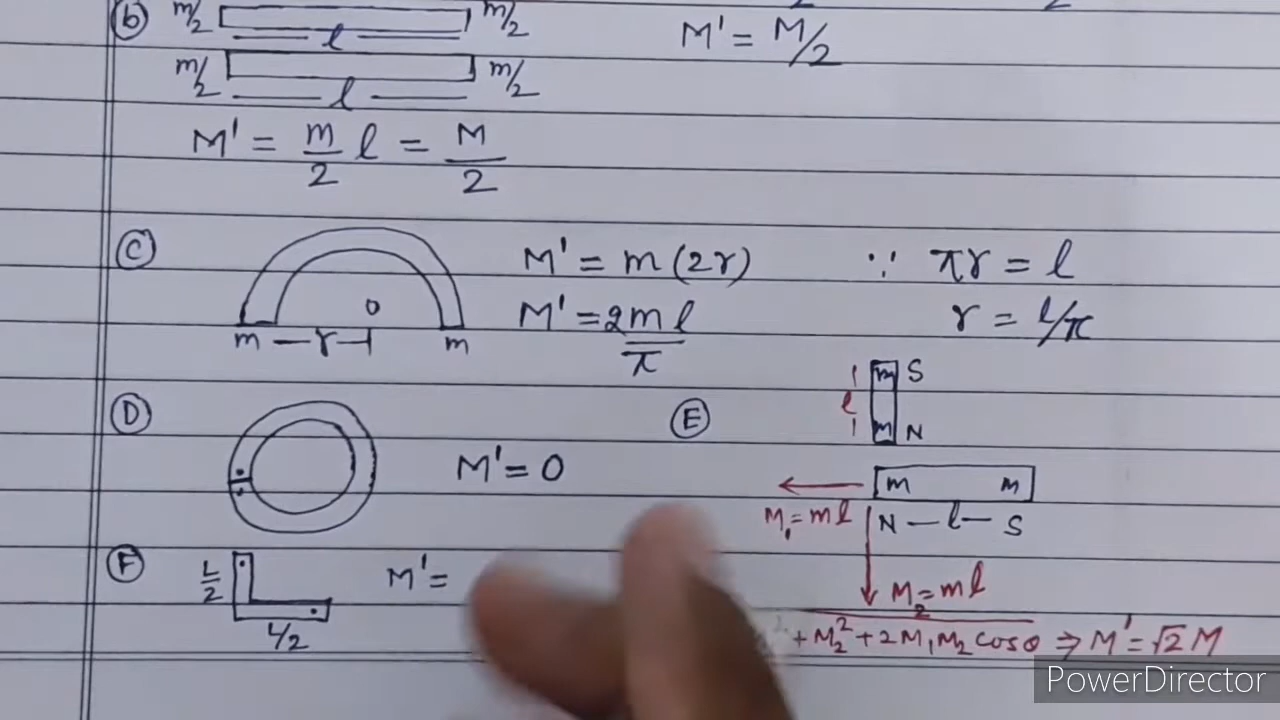 (b) m/2 m/2
l
M' = M/2
m/2 m/2
l
M' = m/2 l = M/2
(C) M' = m(2r) ∵ πr = l
O
M' = 2ml/π r = l/π
m — r — m
m S
l
m N
(D) (E)
M' = 0
m m
M₁ = ml N — l — S
(F) L/2 M' =
M₂ = ml
L/2
+ M₂² + 2M₁M₂ cosθ ⇒ M' = √2 M
PowerDirector